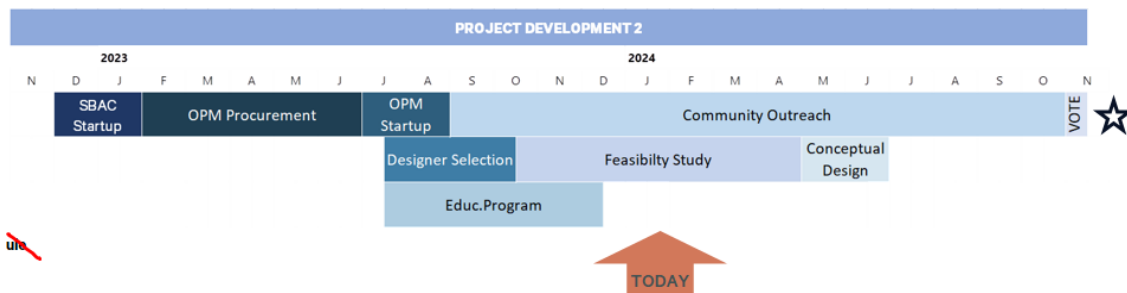 PROJECT DEVELOPMENT 2
2023 2024
N D J F M A M J J A S O N D J F M A M J J A S O N
SBAC
Startup
OPM Procurement
OPM
Startup
Community Outreach
VOTE
Designer Selection
Feasibilty Study
Conceptual
Design
Educ.Program
ule
TODAY